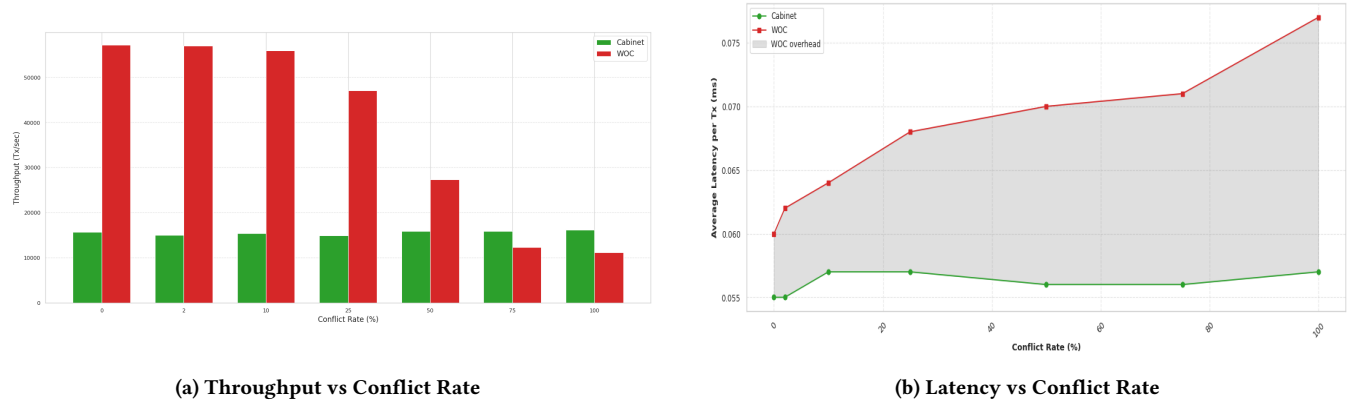 Cabinet
WOC
Throughput (Tx/sec)
50000
40000
30000
20000
10000
0
0 2 10 25 50 75 100
Conflict Rate (%)
(a) Throughput vs Conflict Rate
Cabinet
WOC
WOC overhead
Average Latency per Tx (ms)
0.075
0.070
0.065
0.060
0.055
0 20 40 60 80 100
Conflict Rate (%)
(b) Latency vs Conflict Rate